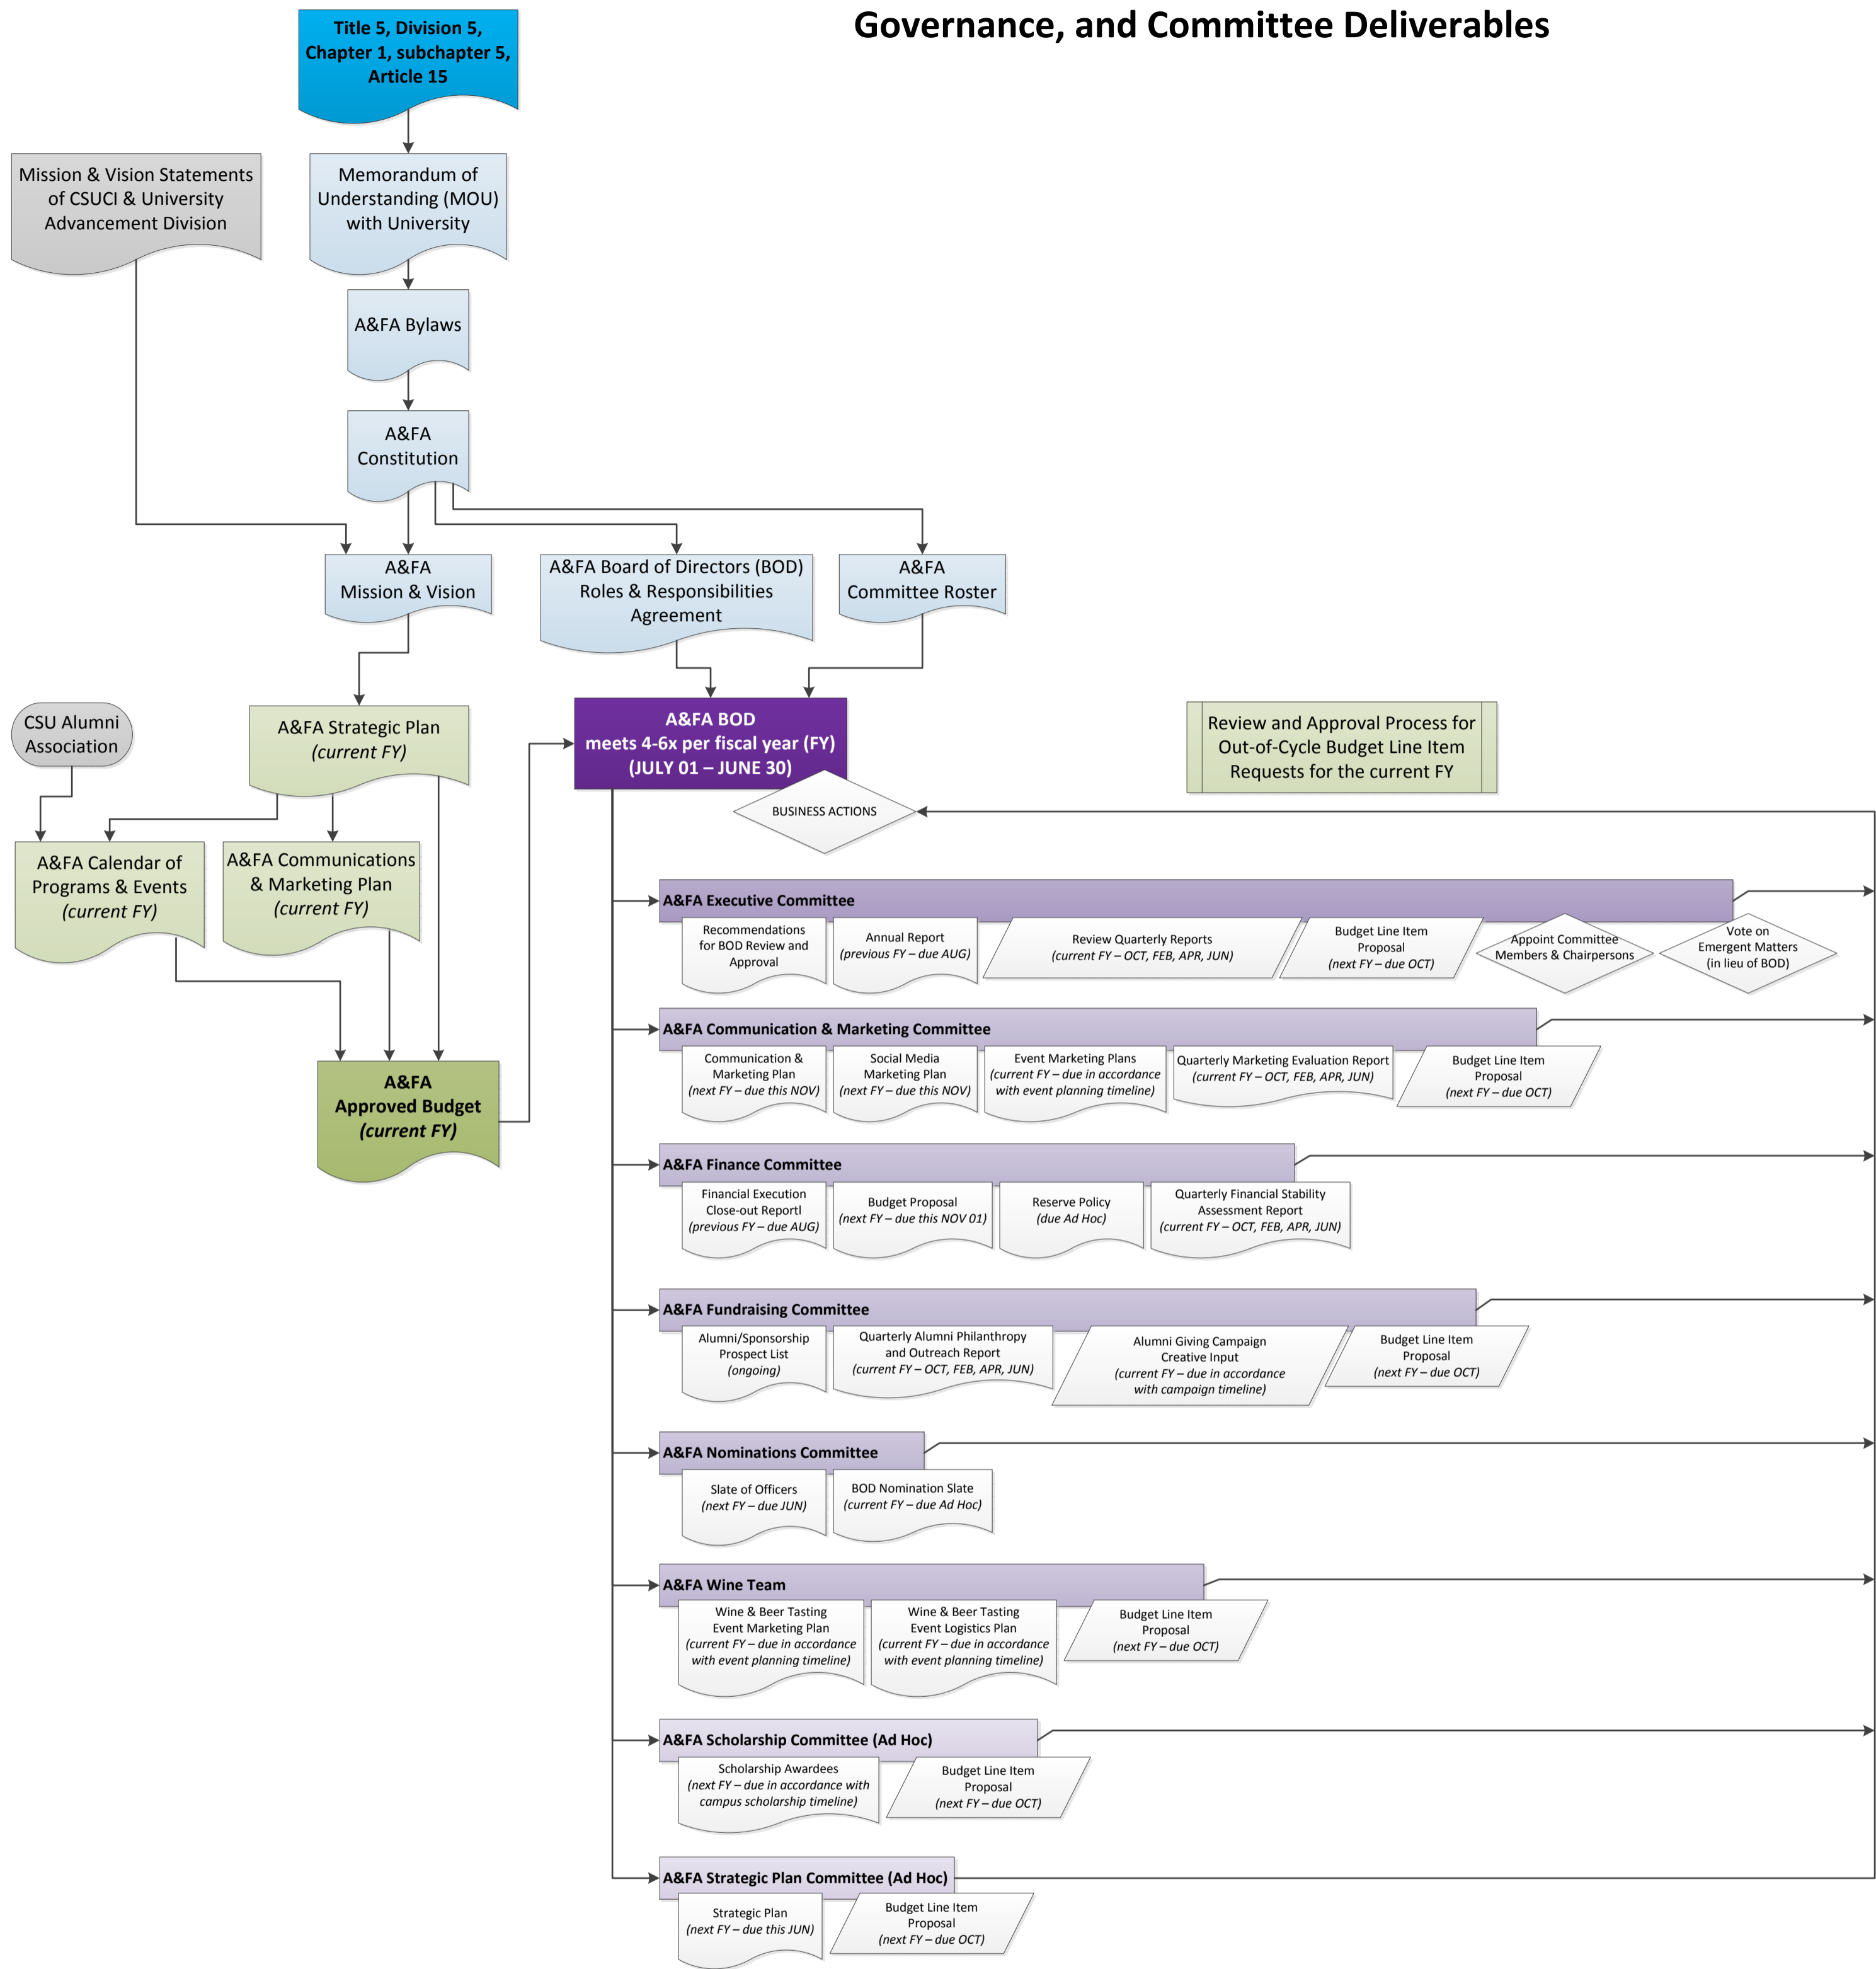 Governance, and Committee Deliverables
Title 5, Division 5,
Chapter 1, subchapter 5,
Article 15
Mission & Vision Statements
of CSUCI & University
Advancement Division
Memorandum of
Understanding (MOU)
with University
A&FA Bylaws
A&FA
Constitution
A&FA
Mission & Vision
A&FA Board of Directors (BOD)
Roles & Responsibilities
Agreement
A&FA
Committee Roster
CSU Alumni
Association
A&FA Strategic Plan
(current FY)
A&FA BOD
meets 4-6x per fiscal year (FY)
(JULY 01 – JUNE 30)
Review and Approval Process for
Out-of-Cycle Budget Line Item
Requests for the current FY
BUSINESS ACTIONS
A&FA Calendar of
Programs & Events
(current FY)
A&FA Communications
& Marketing Plan
(current FY)
A&FA
Approved Budget
(current FY)
A&FA Executive Committee
Recommendations
for BOD Review and
Approval
Annual Report
(previous FY – due AUG)
Review Quarterly Reports
(current FY – OCT, FEB, APR, JUN)
Budget Line Item
Proposal
(next FY – due OCT)
Appoint Committee
Members & Chairpersons
Vote on
Emergent Matters
(in lieu of BOD)
A&FA Communication & Marketing Committee
Communication &
Marketing Plan
(next FY – due this NOV)
Social Media
Marketing Plan
(next FY – due this NOV)
Event Marketing Plans
(current FY – due in accordance
with event planning timeline)
Quarterly Marketing Evaluation Report
(current FY – OCT, FEB, APR, JUN)
Budget Line Item
Proposal
(next FY – due OCT)
A&FA Finance Committee
Financial Execution
Close-out Reportl
(previous FY – due AUG)
Budget Proposal
(next FY – due this NOV 01)
Reserve Policy
(due Ad Hoc)
Quarterly Financial Stability
Assessment Report
(current FY – OCT, FEB, APR, JUN)
A&FA Fundraising Committee
Alumni/Sponsorship
Prospect List
(ongoing)
Quarterly Alumni Philanthropy
and Outreach Report
(current FY – OCT, FEB, APR, JUN)
Alumni Giving Campaign
Creative Input
(current FY – due in accordance
with campaign timeline)
Budget Line Item
Proposal
(next FY – due OCT)
A&FA Nominations Committee
Slate of Officers
(next FY – due JUN)
BOD Nomination Slate
(current FY – due Ad Hoc)
A&FA Wine Team
Wine & Beer Tasting
Event Marketing Plan
(current FY – due in accordance
with event planning timeline)
Wine & Beer Tasting
Event Logistics Plan
(current FY – due in accordance
with event planning timeline)
Budget Line Item
Proposal
(next FY – due OCT)
A&FA Scholarship Committee (Ad Hoc)
Scholarship Awardees
(next FY – due in accordance with
campus scholarship timeline)
Budget Line Item
Proposal
(next FY – due OCT)
A&FA Strategic Plan Committee (Ad Hoc)
Strategic Plan
(next FY – due this JUN)
Budget Line Item
Proposal
(next FY – due OCT)